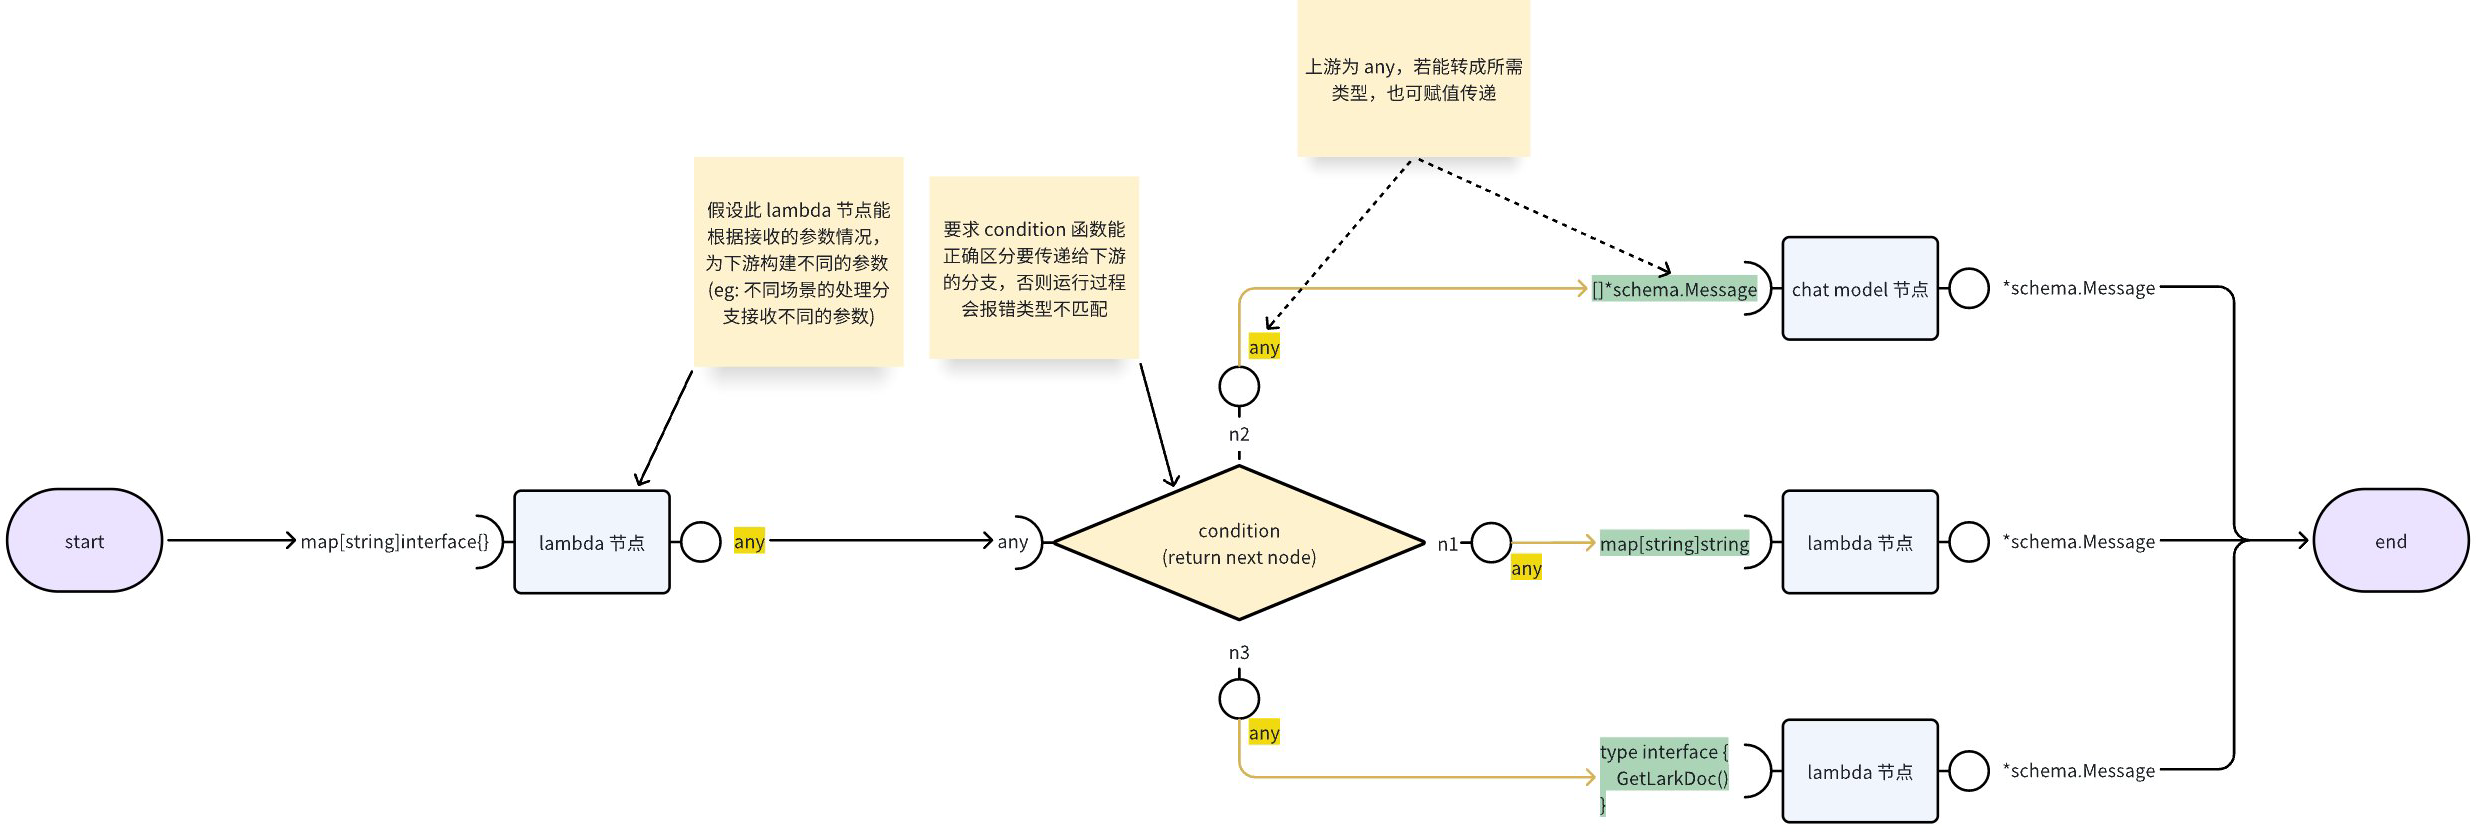 上游为 any，若能转成所需
类型，也可赋值传递
假设此 lambda 节点能
根据接收的参数情况，
为下游构建不同的参数
(eg: 不同场景的处理分
支接收不同的参数)
要求 condition 函数能
正确区分要传递给下游
的分支，否则运行过程
会报错类型不匹配
start
map[string]interface{}
lambda 节点
any
any
condition
(return next node)
n2
any
[]*schema.Message
chat model 节点
*schema.Message
n1
any
map[string]string
lambda 节点
*schema.Message
n3
any
type interface {
GetLarkDoc()
}
lambda 节点
*schema.Message
end